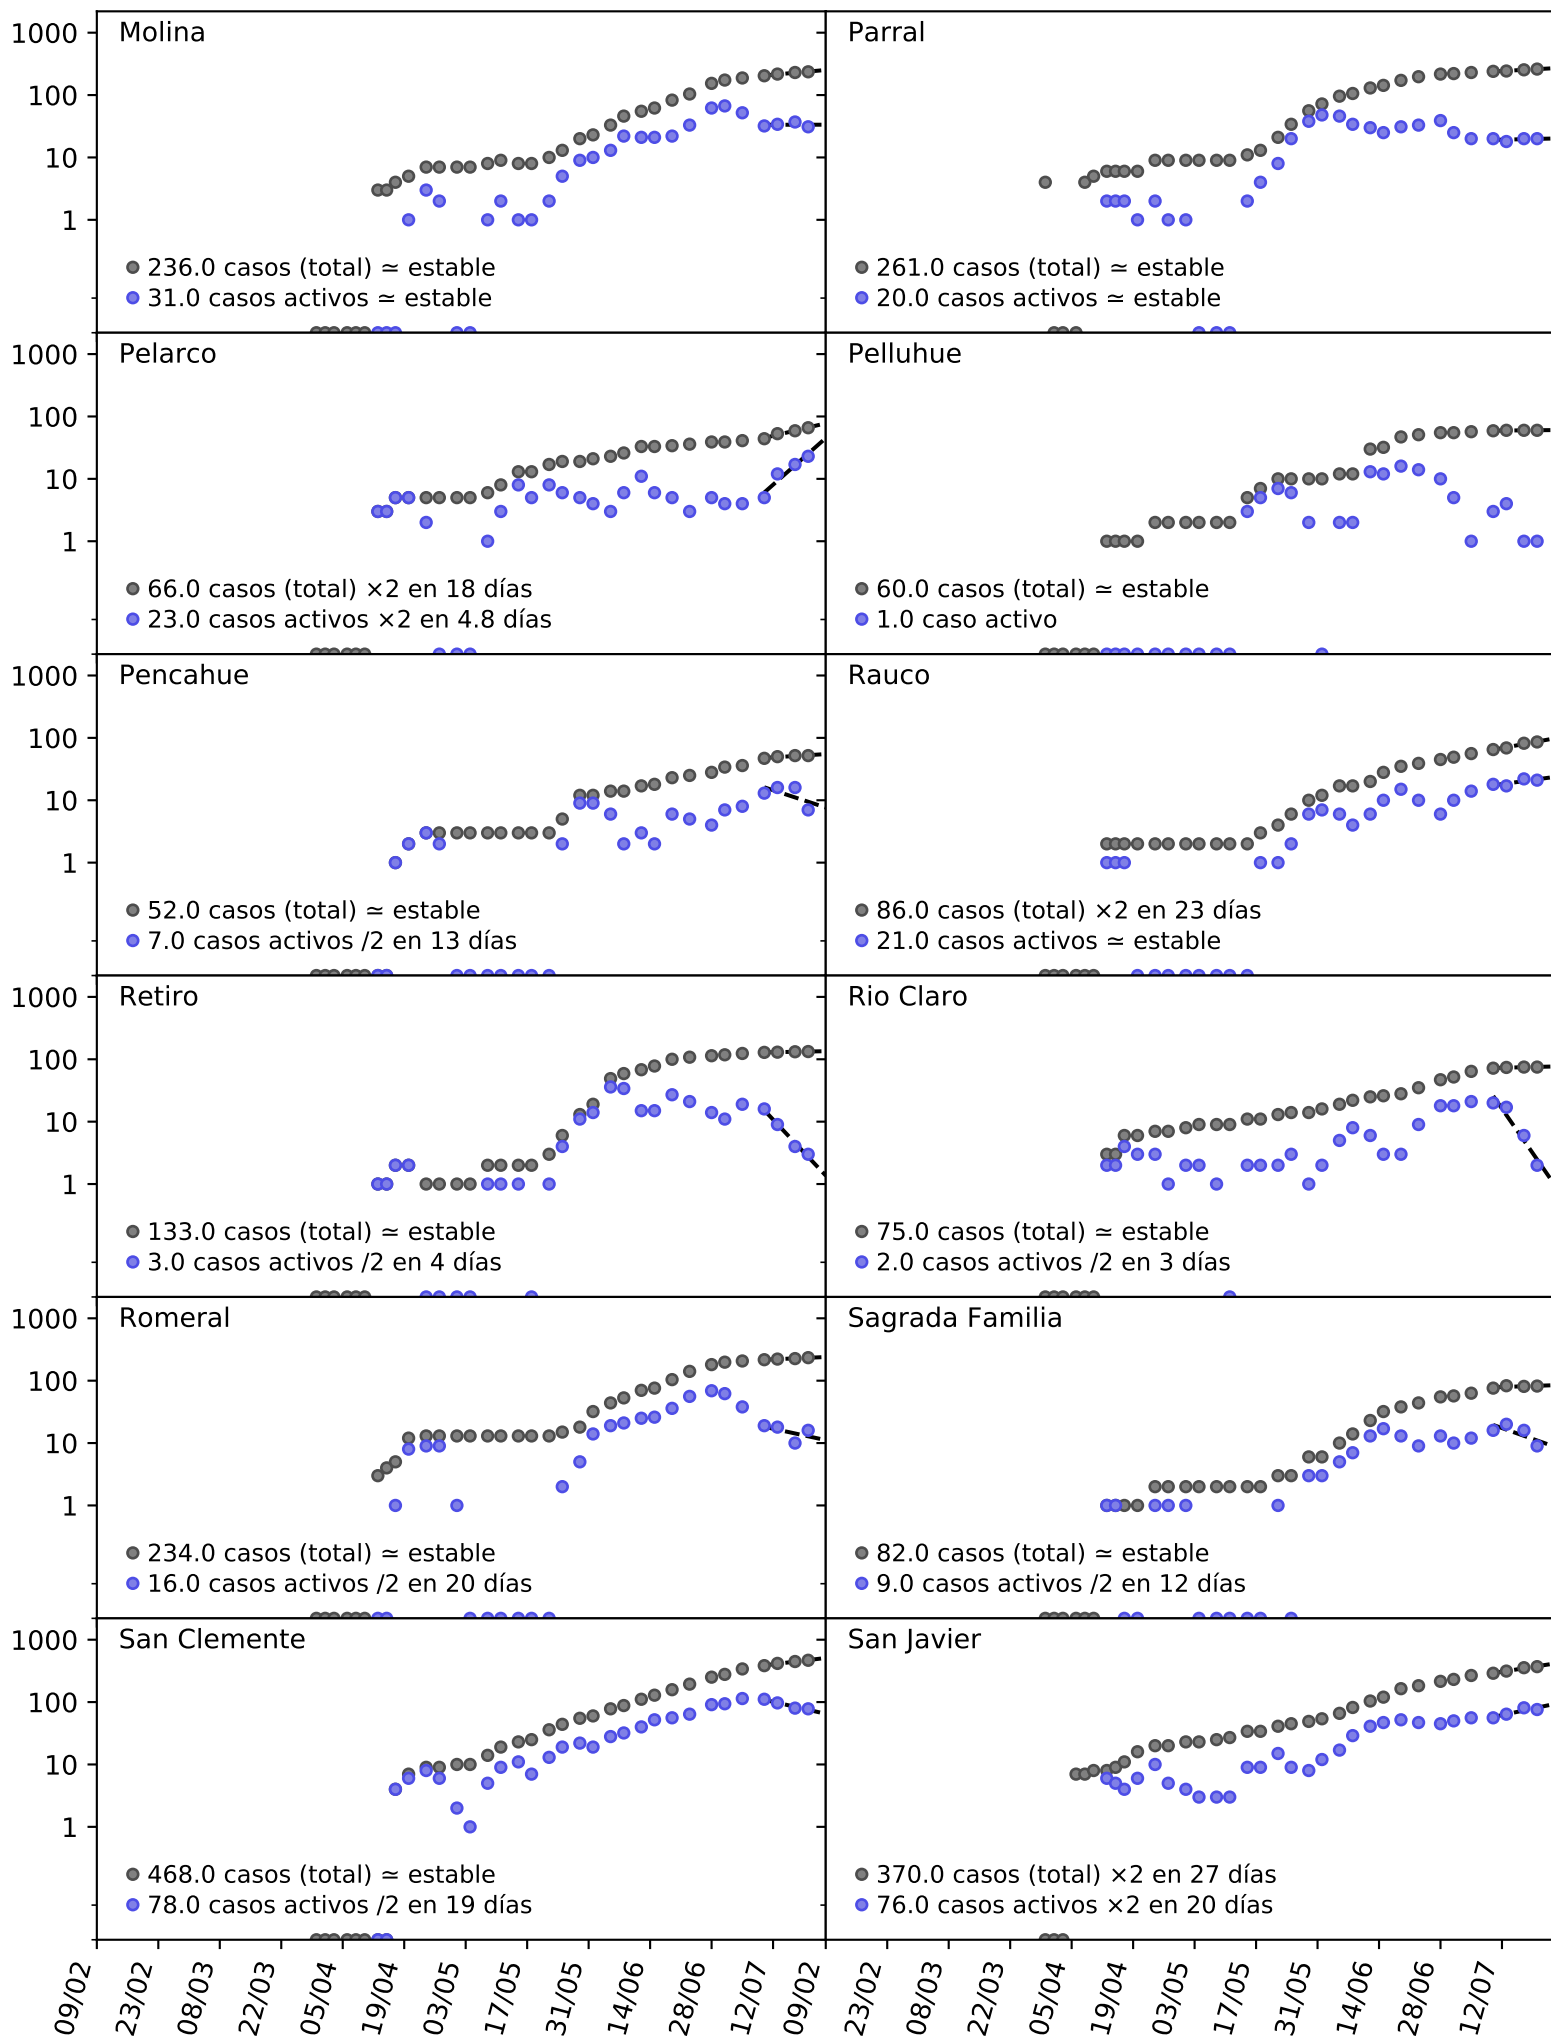 Molina
Parral
1000
100
10
1
236.0 casos (total) ≃ estable
31.0 casos activos ≃ estable
261.0 casos (total) ≃ estable
20.0 casos activos ≃ estable
Pelarco
Pelluhue
1000
100
10
1
66.0 casos (total) ×2 en 18 días
23.0 casos activos ×2 en 4.8 días
60.0 casos (total) ≃ estable
1.0 caso activo
Pencahue
Rauco
1000
100
10
1
52.0 casos (total) ≃ estable
7.0 casos activos /2 en 13 días
86.0 casos (total) ×2 en 23 días
21.0 casos activos ≃ estable
Retiro
Rio Claro
1000
100
10
1
133.0 casos (total) ≃ estable
3.0 casos activos /2 en 4 días
75.0 casos (total) ≃ estable
2.0 casos activos /2 en 3 días
Romeral
Sagrada Familia
1000
100
10
1
234.0 casos (total) ≃ estable
16.0 casos activos /2 en 20 días
82.0 casos (total) ≃ estable
9.0 casos activos /2 en 12 días
San Clemente
San Javier
1000
100
10
1
468.0 casos (total) ≃ estable
78.0 casos activos /2 en 19 días
370.0 casos (total) ×2 en 27 días
76.0 casos activos ×2 en 20 días
09/02
23/02
08/03
22/03
05/04
19/04
03/05
17/05
31/05
14/06
28/06
12/07
09/02
23/02
08/03
22/03
05/04
19/04
03/05
17/05
31/05
14/06
28/06
12/07